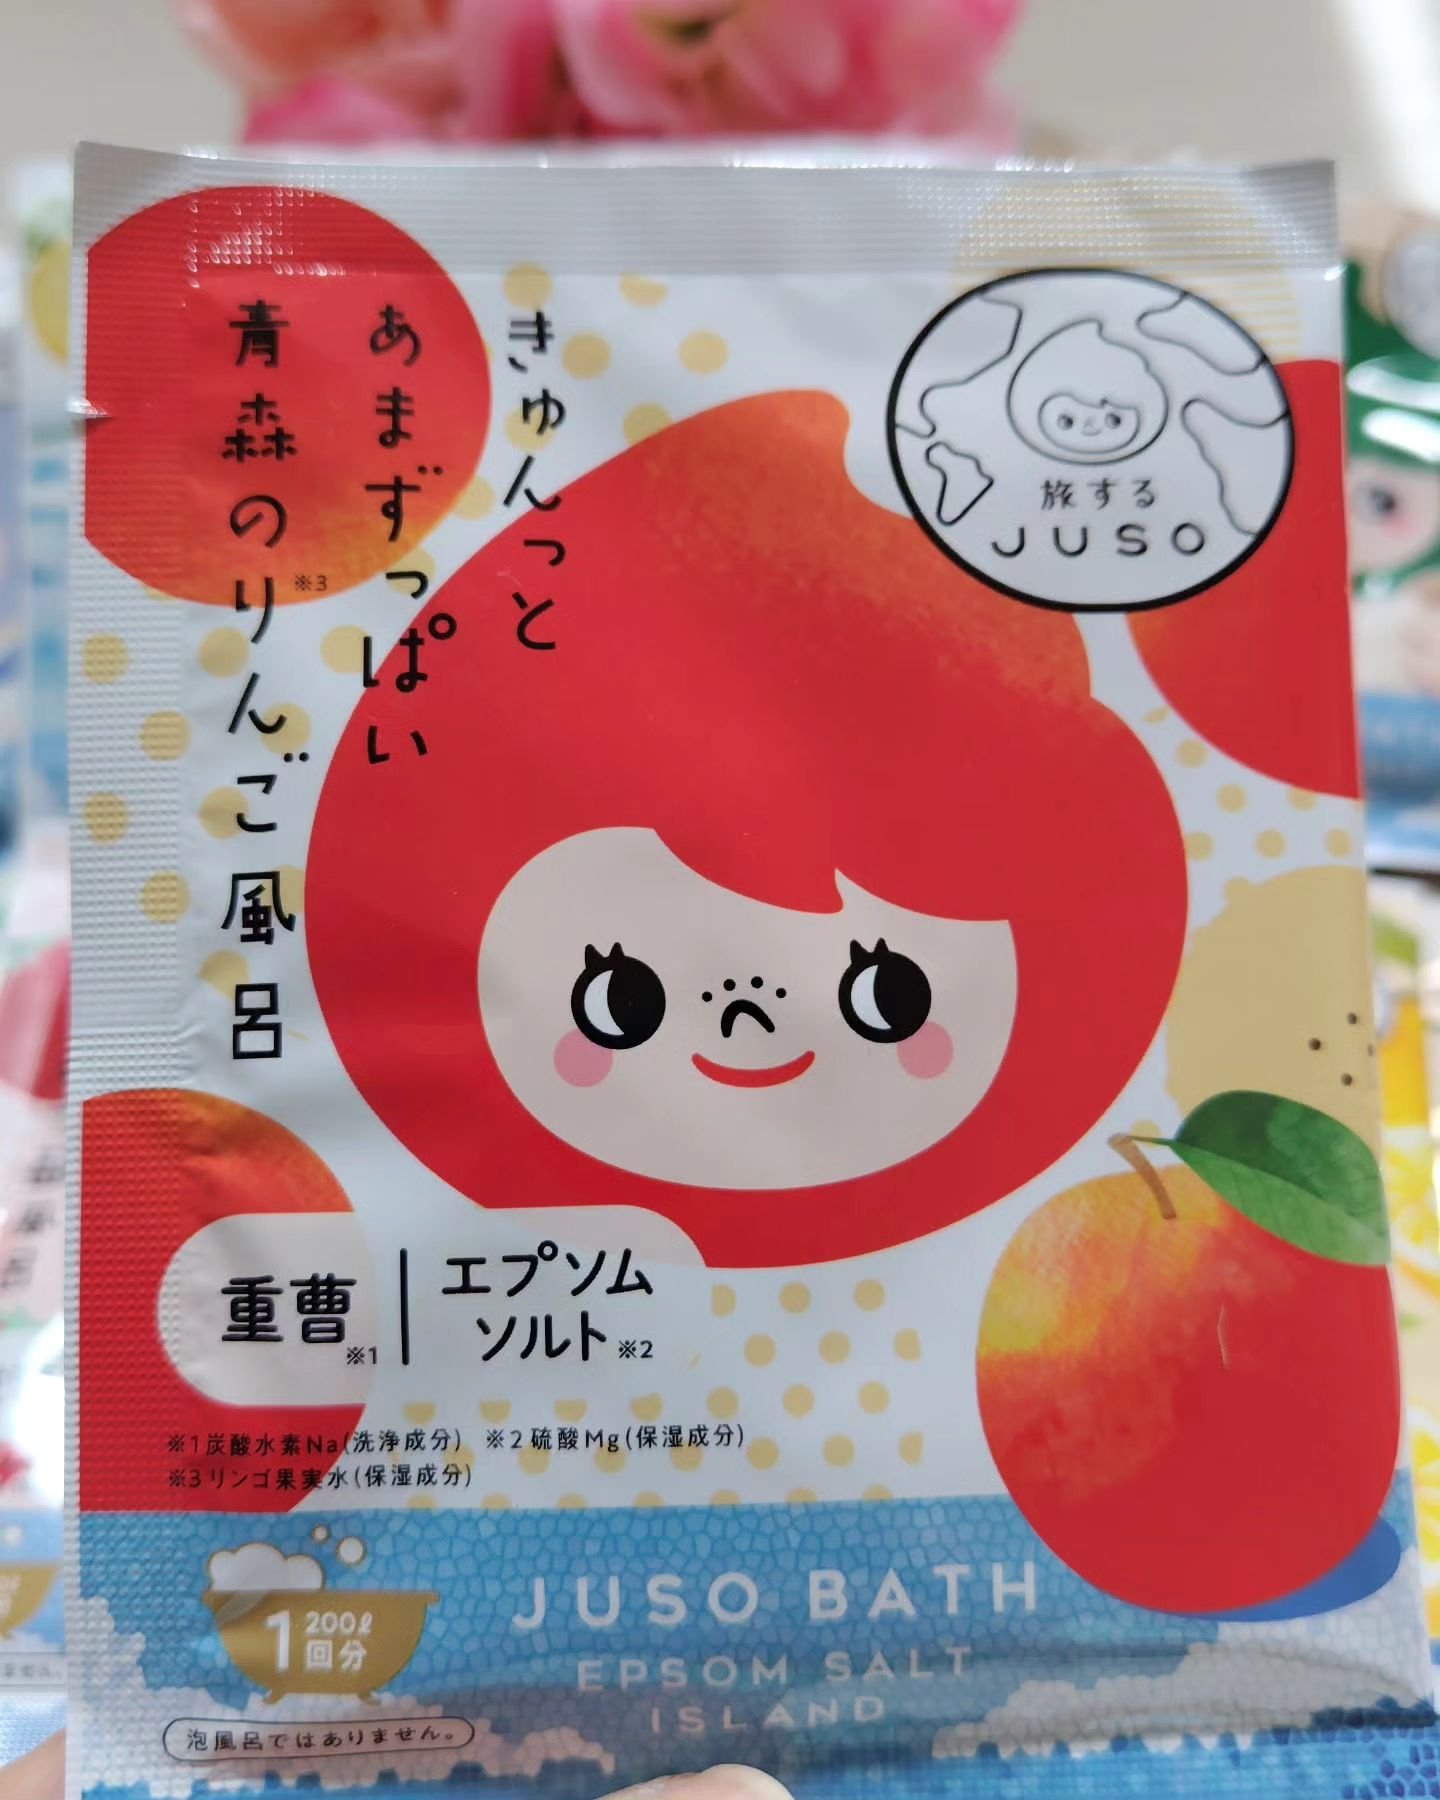 きゅんっと
あまずっぱい
青森のりんご風呂
※3
旅する
JUSO
重曹※1
エプソム
ソルト※2
※1炭酸水素Na(洗浄成分) ※2硫酸Mg(保湿成分)
※3リンゴ果実水(保湿成分)
1回分
200ℓ
JUSO BATH
EPSOM SALT
ISLAND
泡風呂ではありません。